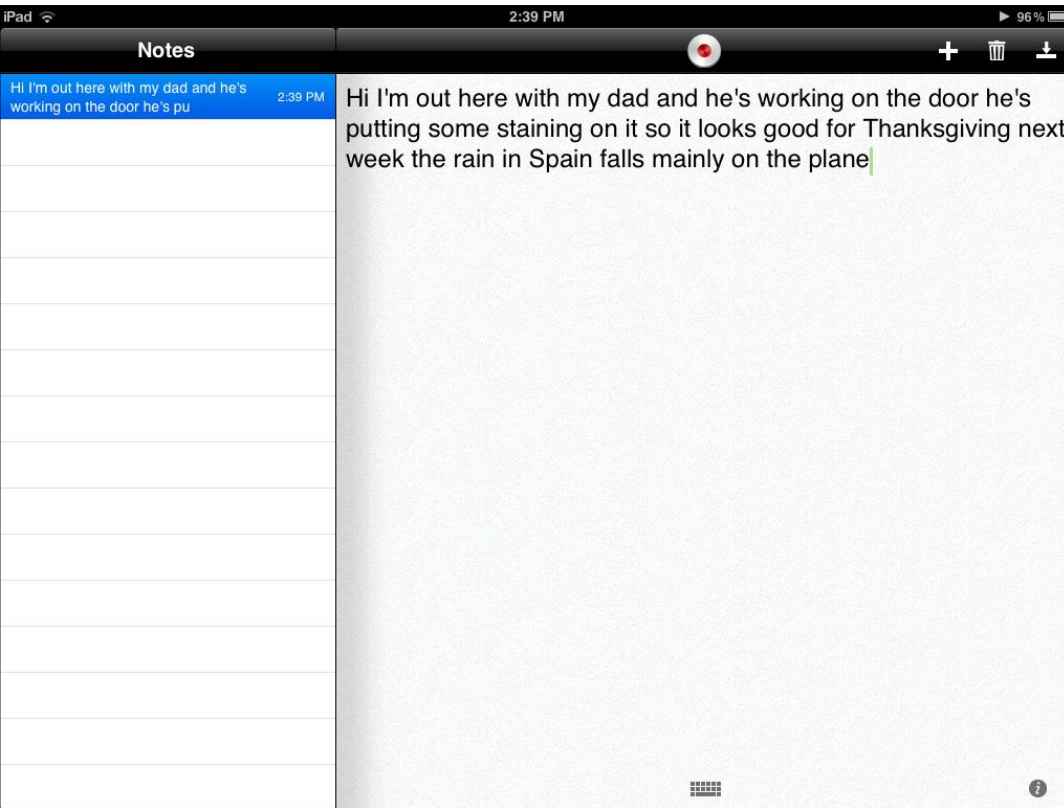 iPad 2:39 PM 96%
Notes
Hi I'm out here with my dad and he's
working on the door he's pu
2:39 PM
Hi I'm out here with my dad and he's working on the door he's
putting some staining on it so it looks good for Thanksgiving next
week the rain in Spain falls mainly on the plane